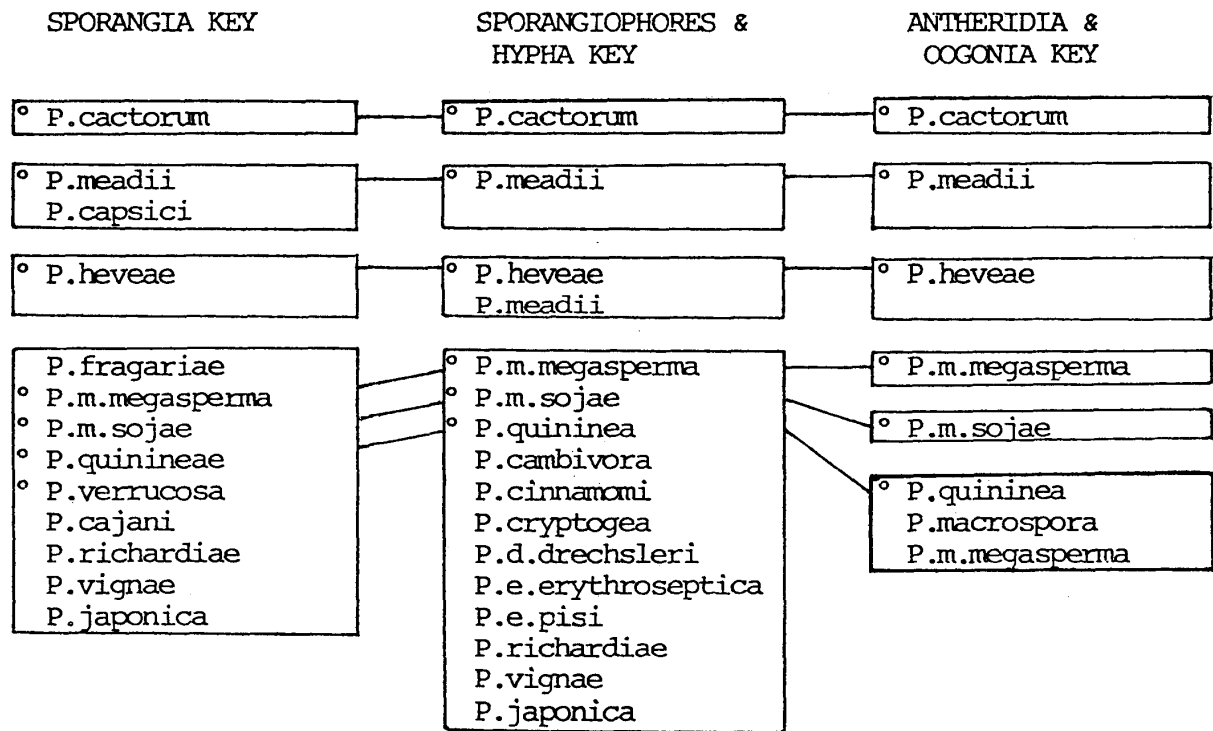 SPORANGIA KEY
SPORANGIOPHORES &
HYPHA KEY
ANTHERIDIA &
OOGONIA KEY
° P.cactorum
° P.cactorum
° P.cactorum
° P.meadii
P.capsici
° P.meadii
° P.meadii
° P.heveae
° P.heveae
P.meadii
° P.heveae
P.fragariae
° P.m.megasperma
° P.m.sojae
° P.quinineae
° P.verrucosa
P.cajani
P.richardiae
P.vignae
P.japonica
° P.m.megasperma
° P.m.sojae
° P.quininea
P.cambivora
P.cinnamomi
P.cryptogea
P.d.drechsleri
P.e.erythroseptica
P.e.pisi
P.richardiae
P.vignae
P.japonica
° P.m.megasperma
° P.m.sojae
° P.quininea
P.macrospora
P.m.megasperma